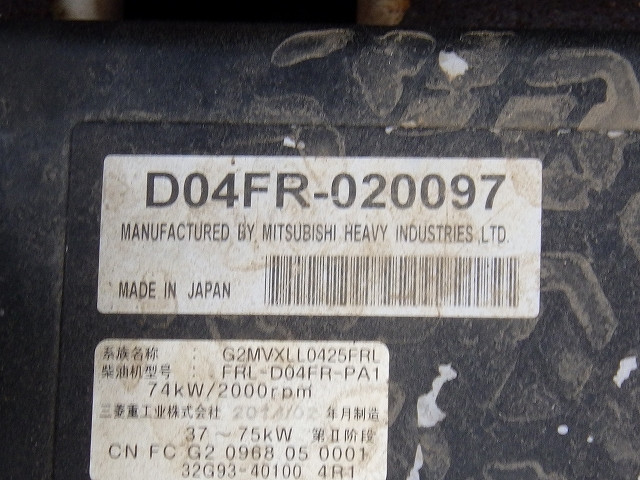 D04FR-020097
MANUFACTURED BY MITSUBISHI HEAVY INDUSTRIES,LTD.
MADE IN JAPAN
系族名称 : G2MVXLL0425FRL
柴油机型号 : FRL-D04FR-PA1
74kW/2000rpm
三菱重工业株式会社 年月制造
37～75kW 第Ⅱ阶段
CN FC G2 0968 05 0001
32G93-40100 4R1